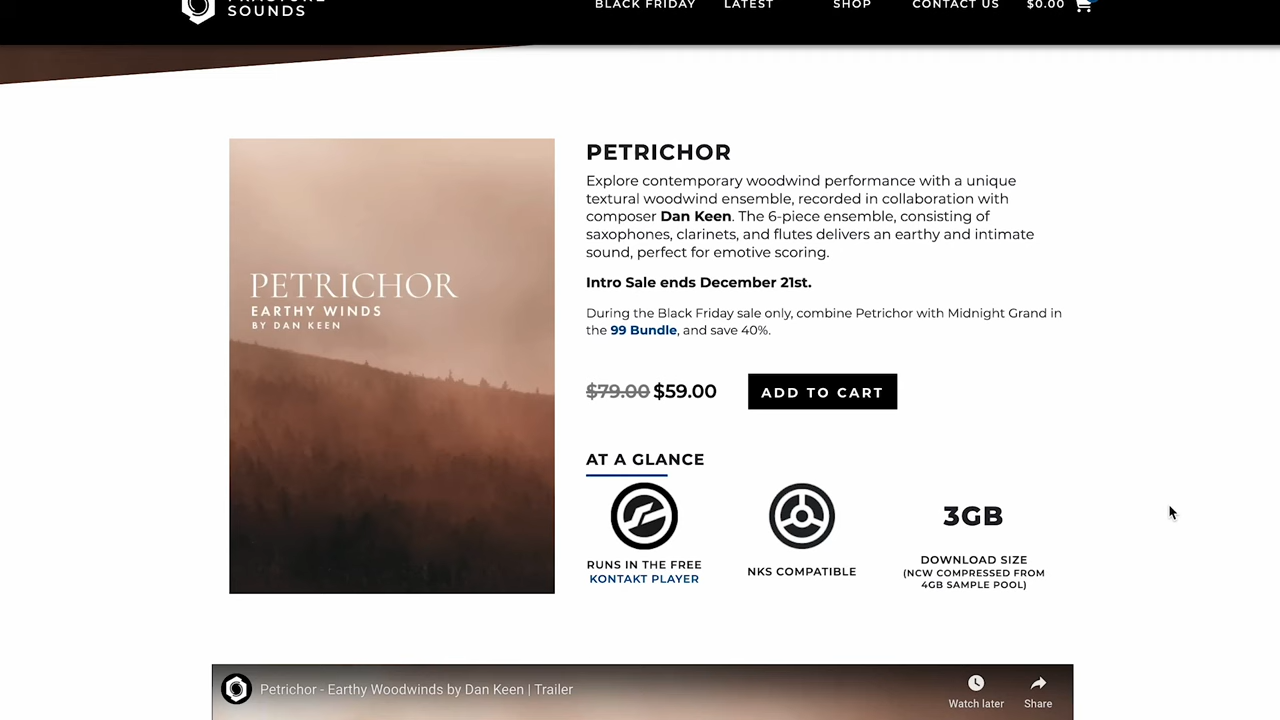 SOUNDS
BLACK FRIDAY
LATEST
SHOP
CONTACT US
$0.00
PETRICHOR
EARTHY WINDS
BY DAN KEEN
PETRICHOR
Explore contemporary woodwind performance with a unique
textural woodwind ensemble, recorded in collaboration with
composer Dan Keen. The 6-piece ensemble, consisting of
saxophones, clarinets, and flutes delivers an earthy and intimate
sound, perfect for emotive scoring.
Intro Sale ends December 21st.
During the Black Friday sale only, combine Petrichor with Midnight Grand in
the 99 Bundle, and save 40%.
$79.00 $59.00
ADD TO CART
AT A GLANCE
RUNS IN THE FREE
KONTAKT PLAYER
NKS COMPATIBLE
3GB
DOWNLOAD SIZE
(NCW COMPRESSED FROM
4GB SAMPLE POOL)
Petrichor - Earthy Woodwinds by Dan Keen | Trailer
Watch later
Share